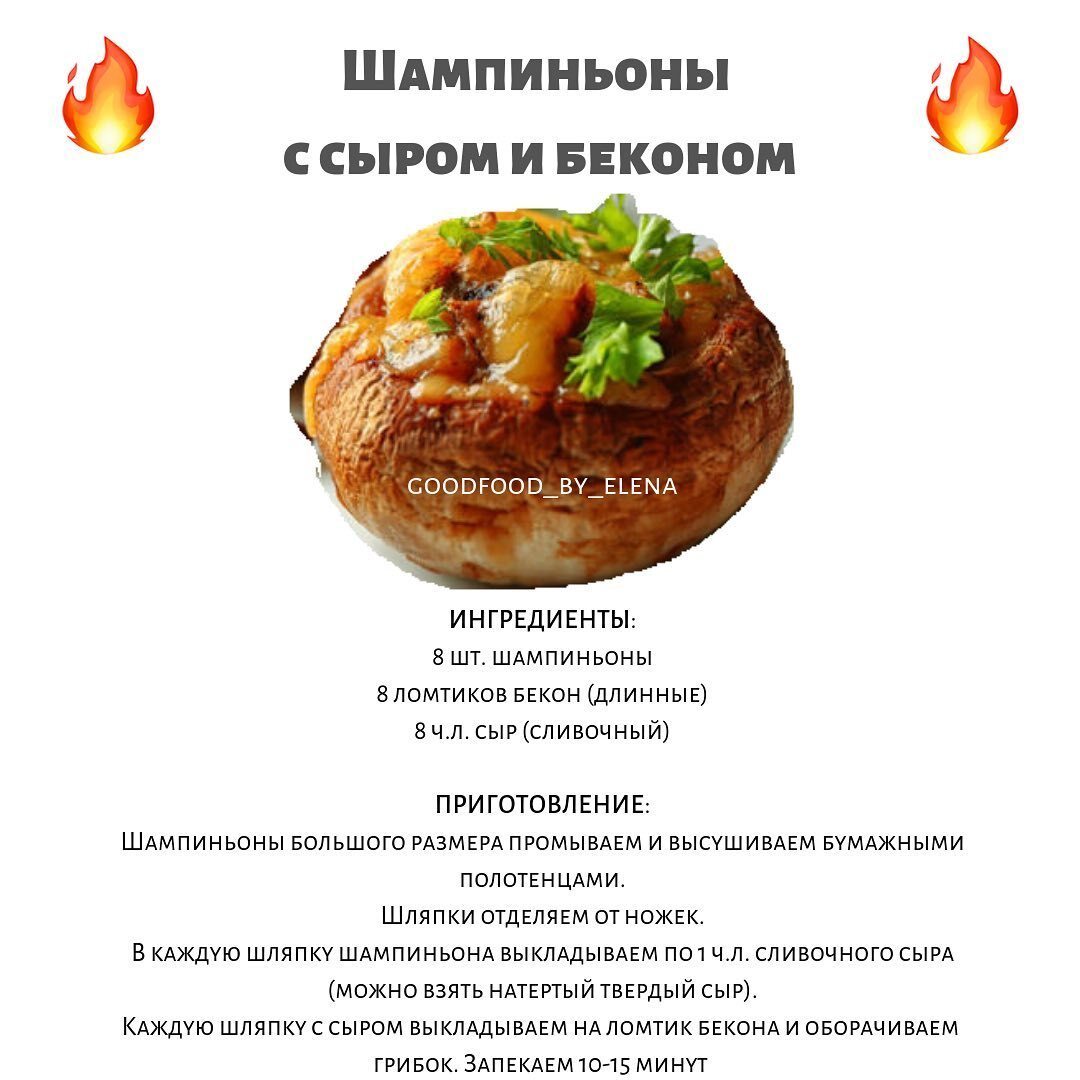 Шампиньоны
с сыром и беконом
GOODFOOD_BY_ELENA
ИНГРЕДИЕНТЫ:
8 шт. шампиньоны
8 ломтиков бекон (длинные)
8 ч.л. сыр (сливочный)
ПРИГОТОВЛЕНИЕ:
Шампиньоны большого размера промываем и высушиваем бумажными
полотенцами.
Шляпки отделяем от ножек.
В каждую шляпку шампиньона выкладываем по 1 ч.л. сливочного сыра
(можно взять натертый твердый сыр).
Каждую шляпку с сыром выкладываем на ломтик бекона и оборачиваем
грибок. Запекаем 10-15 минут